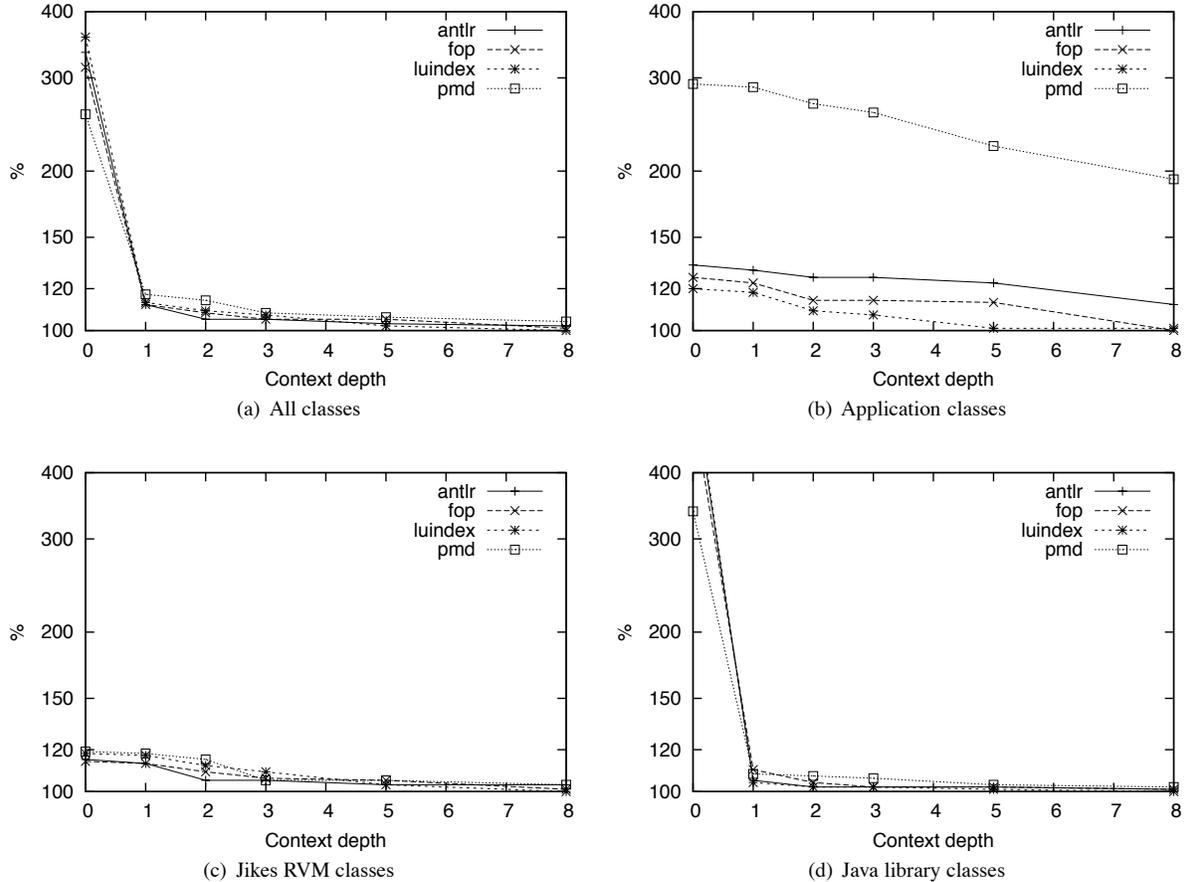 400
300
200
150
120
100
%
antlr
fop
luindex
pmd
0 1 2 3 4 5 6 7 8
Context depth
(a) All classes
400
300
200
150
120
100
%
antlr
fop
luindex
pmd
0 1 2 3 4 5 6 7 8
Context depth
(b) Application classes
400
300
200
150
120
100
%
antlr
fop
luindex
pmd
0 1 2 3 4 5 6 7 8
Context depth
(c) Jikes RVM classes
400
300
200
150
120
100
%
antlr
fop
luindex
pmd
0 1 2 3 4 5 6 7 8
Context depth
(d) Java library classes